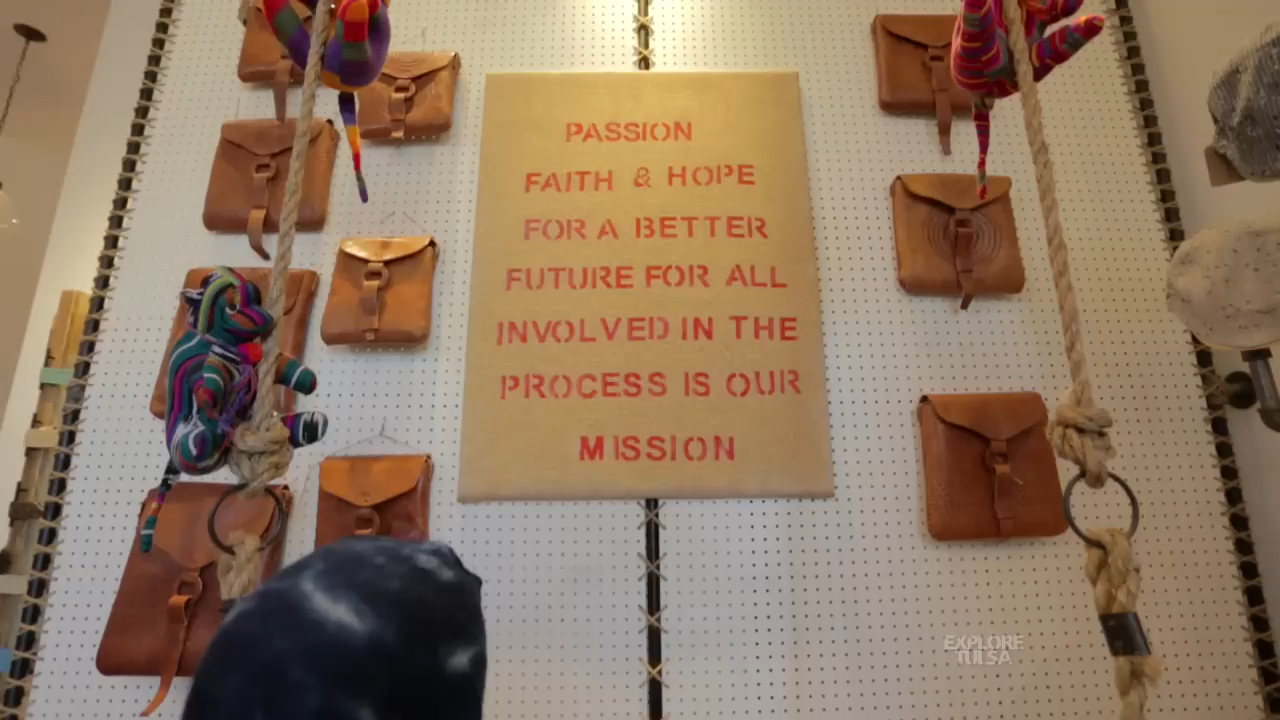 PASSION
FAITH & HOPE
FOR A BETTER
FUTURE FOR ALL
INVOLVED IN THE
PROCESS IS OUR
MISSION
EXPLORE
TULSA